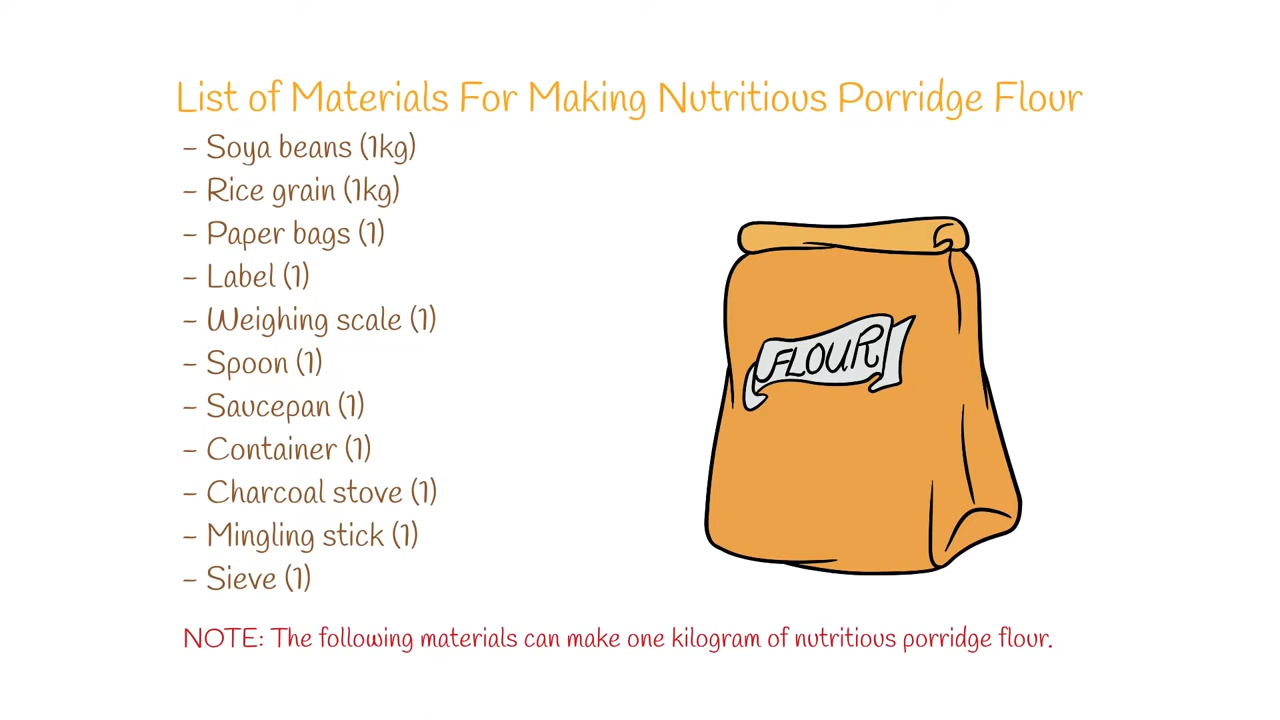 List of Materials For Making Nutritious Porridge Flour
- Soya beans (1kg)
- Rice grain (1kg)
- Paper bags (1)
- Label (1)
- Weighing scale (1)
- Spoon (1)
- Saucepan (1)
- Container (1)
- Charcoal stove (1)
- Mingling stick (1)
- Sieve (1)
FLOUR
NOTE: The following materials can make one kilogram of nutritious porridge flour.